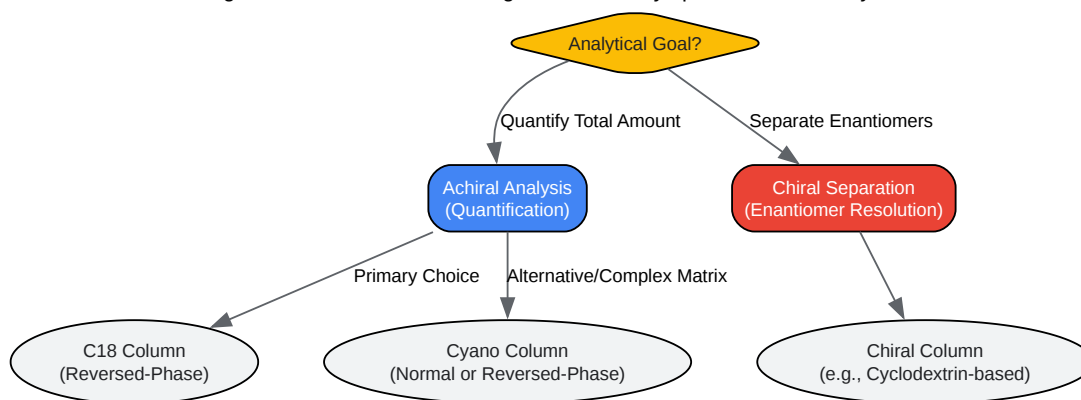 Analytical Goal?
Quantify Total Amount
Separate Enantiomers
Achiral Analysis
(Quantification)
Chiral Separation
(Enantiomer Resolution)
Primary Choice
Alternative/Complex Matrix
C18 Column
(Reversed-Phase)
Cyano Column
(Normal or Reversed-Phase)
Chiral Column
(e.g., Cyclodextrin-based)